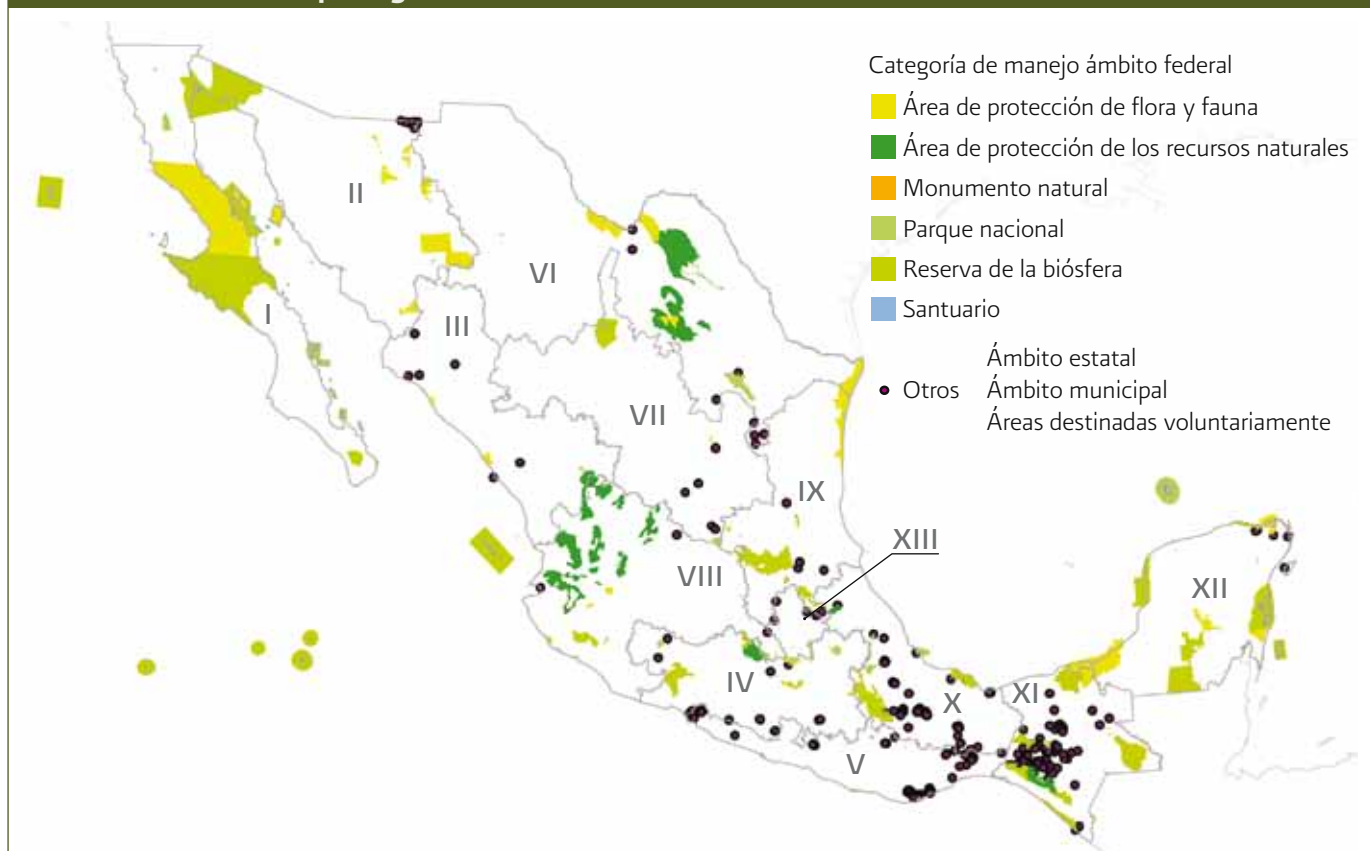 Categoría de manejo ámbito federal
Área de protección de flora y fauna
Área de protección de los recursos naturales
Monumento natural
Parque nacional
Reserva de la biósfera
Santuario
Ámbito estatal
Otros Ámbito municipal
Áreas destinadas voluntariamente
I
II
III
VI
VII
IX
XIII
VIII
XII
IV
X
XI
V